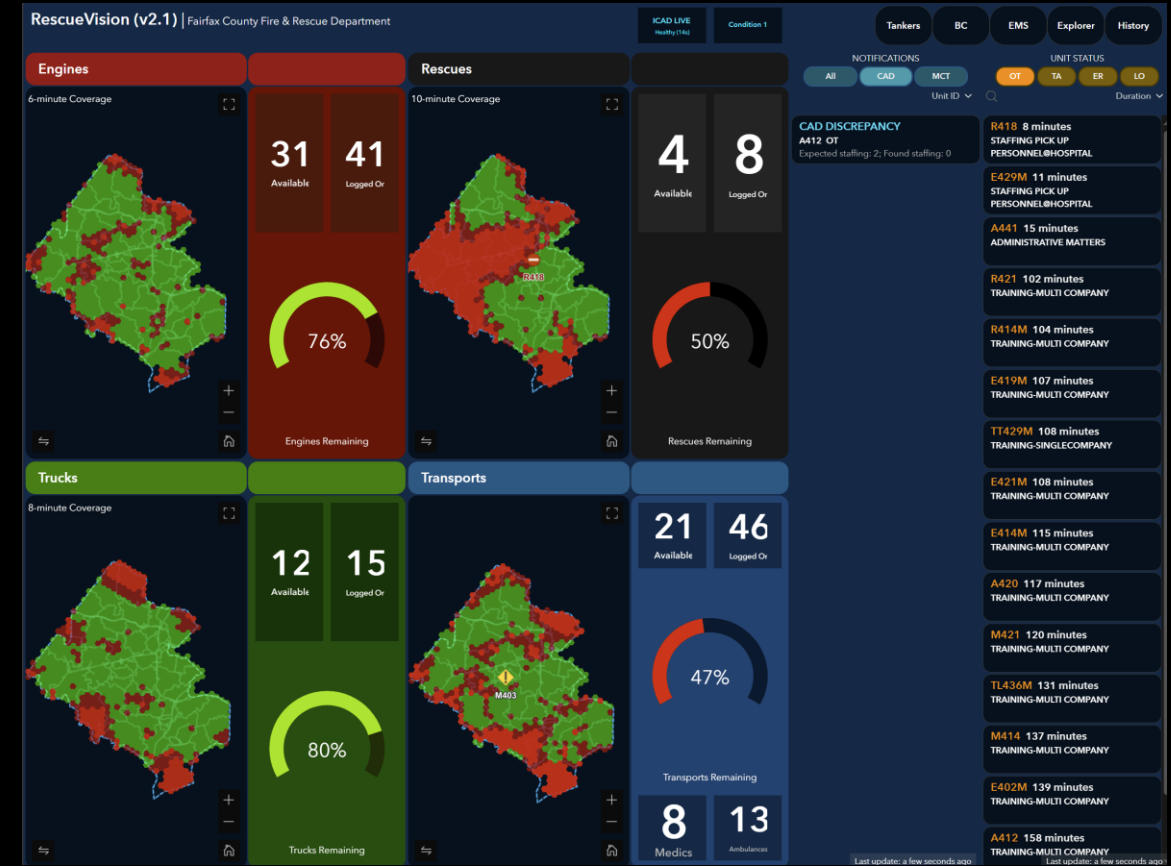 RescueVision (v2.1) | Fairfax County Fire & Rescue Department
ICAD LIVE
Healthy (14s)
Condition 1
Tankers
BC
EMS
Explorer
History
Engines
6-minute Coverage
31
Available
41
Logged Or
76%
Engines Remaining
Rescues
10-minute Coverage
R418
4
Available
8
Logged Or
50%
Rescues Remaining
Trucks
8-minute Coverage
12
Available
15
Logged Or
80%
Trucks Remaining
Transports
M403
21
Available
46
Logged Or
47%
Transports Remaining
8
Medics
13
Ambulances
NOTIFICATIONS
All
CAD
MCT
Unit ID
CAD DISCREPANCY
A412 OT
Expected staffing: 2; Found staffing: 0
Last update: a few seconds ago
UNIT STATUS
OT
TA
ER
LO
Duration
R418 8 minutes
STAFFING PICK UP
PERSONNEL@HOSPITAL
E429M 11 minutes
STAFFING PICK UP
PERSONNEL@HOSPITAL
A441 15 minutes
ADMINISTRATIVE MATTERS
R421 102 minutes
TRAINING-MULTI COMPANY
R414M 104 minutes
TRAINING-MULTI COMPANY
E419M 107 minutes
TRAINING-MULTI COMPANY
TT429M 108 minutes
TRAINING-SINGLECOMPANY
E421M 108 minutes
TRAINING-MULTI COMPANY
E414M 115 minutes
TRAINING-MULTI COMPANY
A420 117 minutes
TRAINING-MULTI COMPANY
M421 120 minutes
TRAINING-MULTI COMPANY
TL436M 131 minutes
TRAINING-MULTI COMPANY
M414 137 minutes
TRAINING-MULTI COMPANY
E402M 139 minutes
TRAINING-MULTI COMPANY
A412 158 minutes
TRAINING-MULTI COMPANY
Last update: a few seconds ago